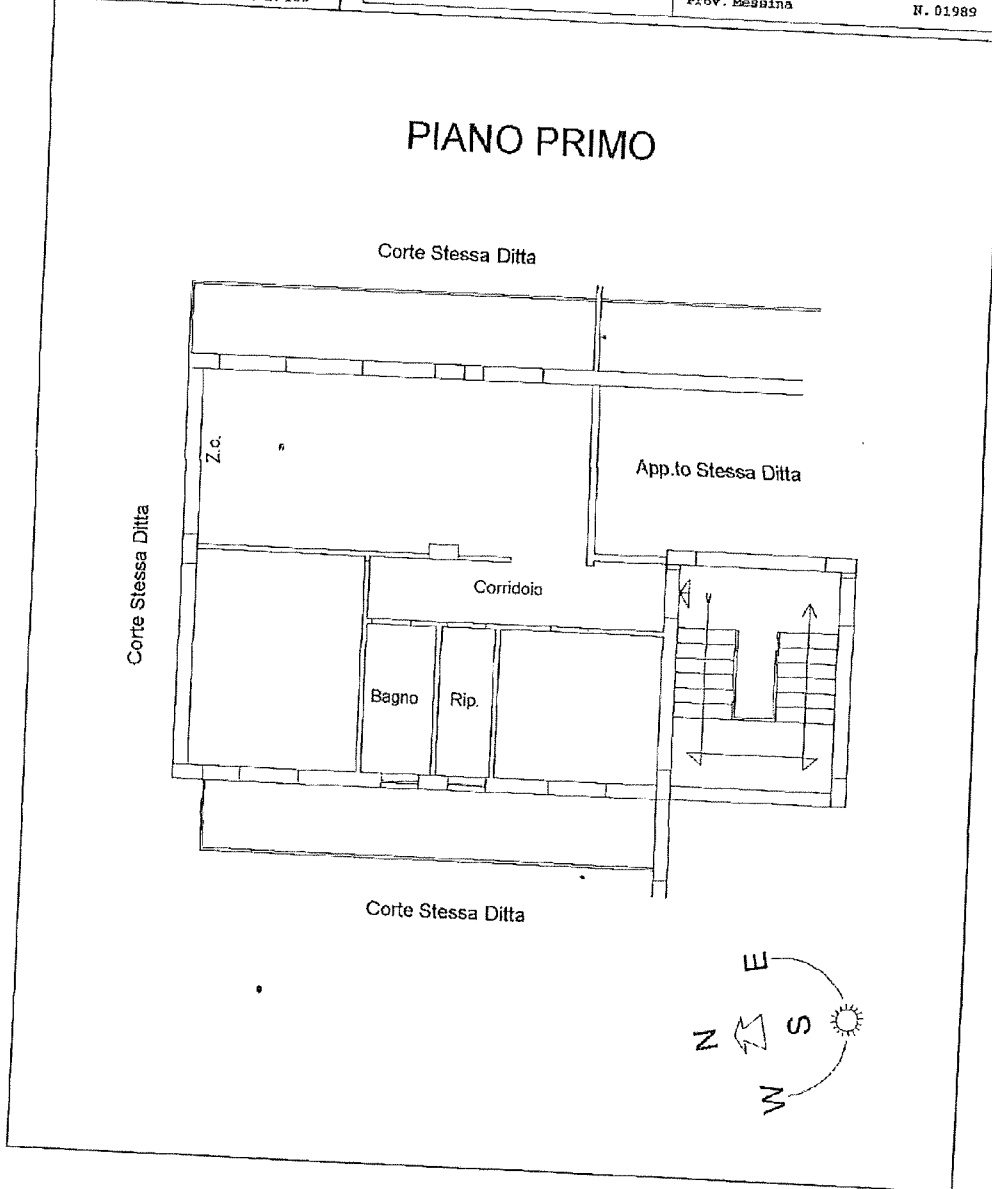 Prov. Messina
N. 01989
PIANO PRIMO
Corte Stessa Ditta
Z.c.
App.to Stessa Ditta
Corte Stessa Ditta
Corridoio
Bagno
Rip.
Corte Stessa Ditta
E
N
S
W